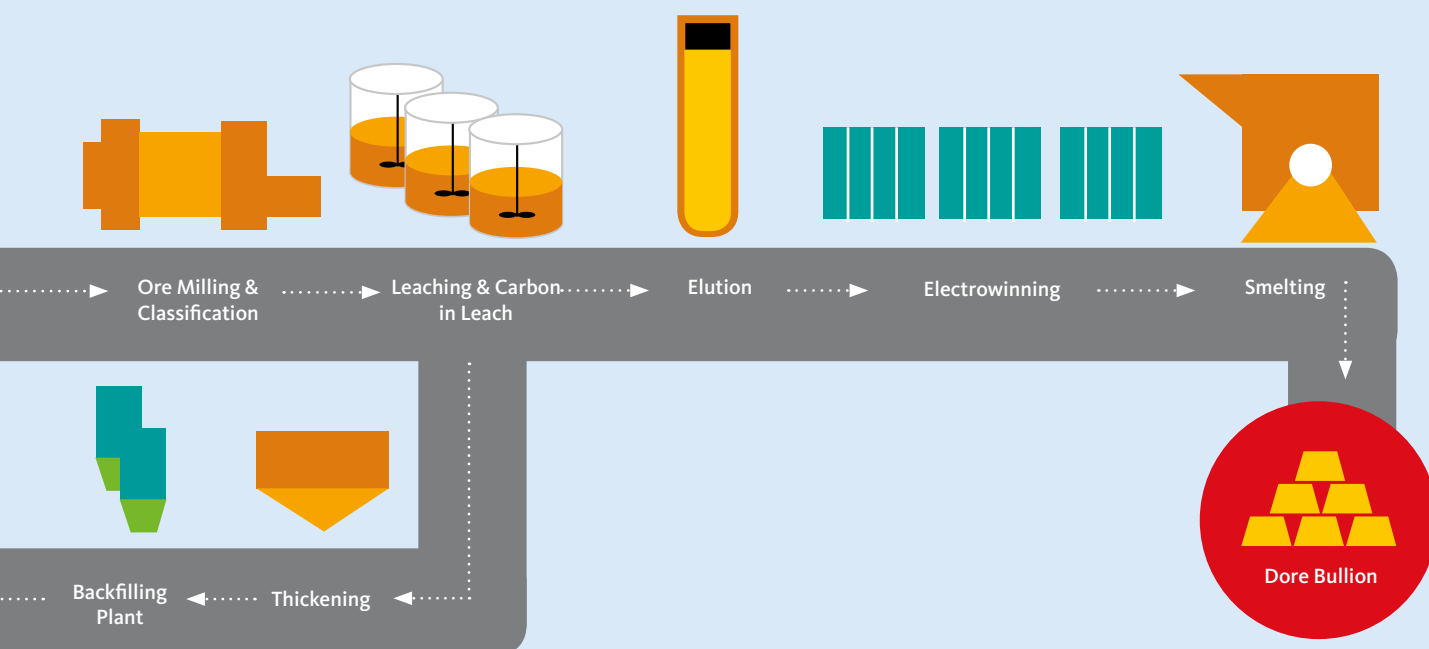 Ore Milling &
Classification
Leaching & Carbon
in Leach
Elution
Electrowinning
Smelting
Dore Bullion
Thickening
Backfilling
Plant